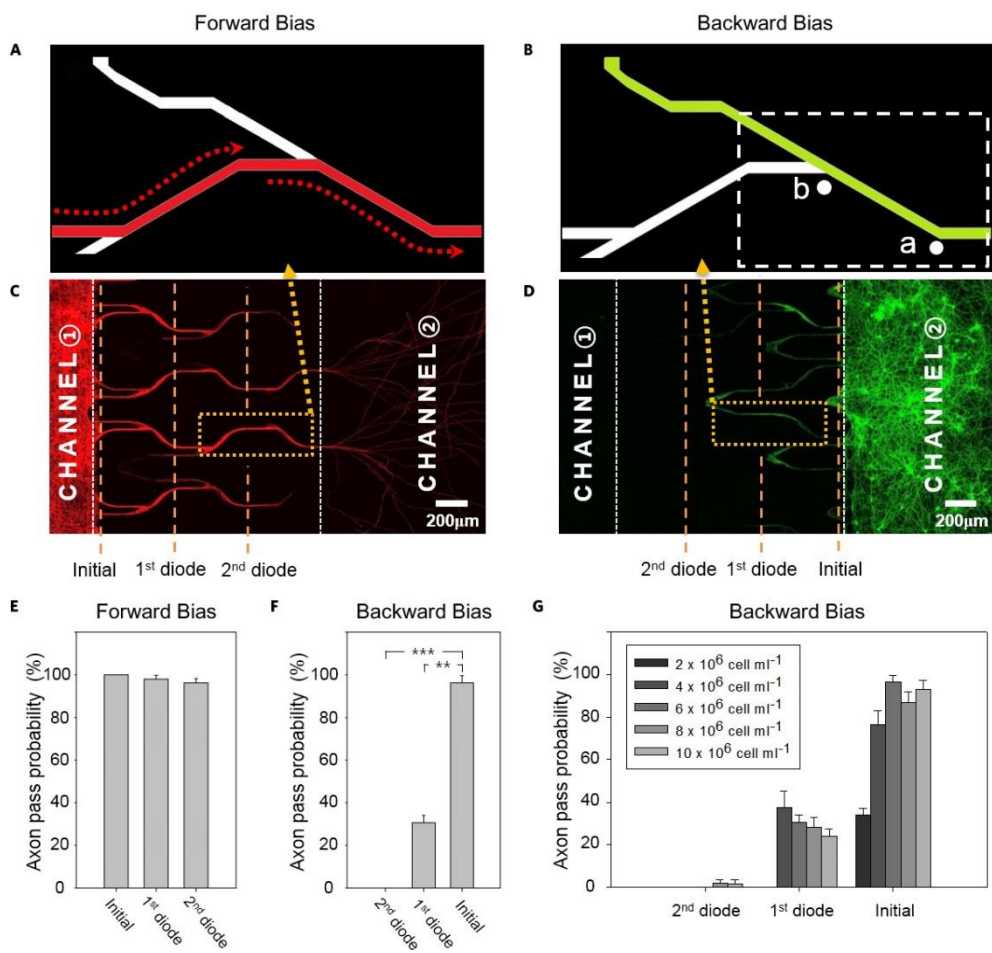 Forward Bias
Backward Bias
A
B
b
a
C
D
CHANNEL①
CHANNEL②
200μm
CHANNEL①
CHANNEL②
200μm
Initial
1st diode
2nd diode
2nd diode
1st diode
Initial
E
Forward Bias
F
Backward Bias
G
Backward Bias
Axon pass probability (%)
100
80
60
40
20
0
Initial
1st diode
2nd diode
Axon pass probability (%)
100
80
60
40
20
0
*** 
**
2nd diode
1st diode
Initial
Axon pass probability (%)
100
80
60
40
20
0
2 x 10⁶ cell ml⁻¹
4 x 10⁶ cell ml⁻¹
6 x 10⁶ cell ml⁻¹
8 x 10⁶ cell ml⁻¹
10 x 10⁶ cell ml⁻¹
2nd diode
1st diode
Initial